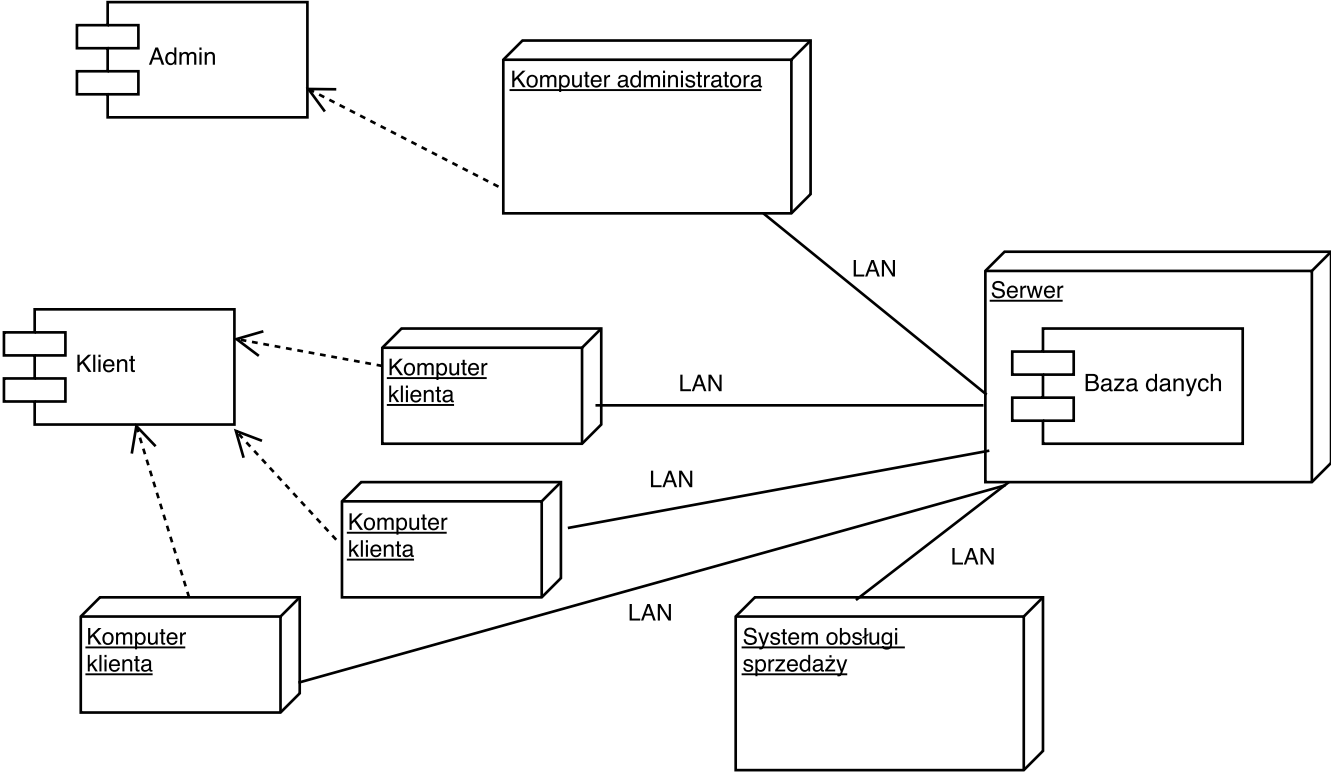 Admin
Komputer administratora
LAN
Serwer
Baza danych
Klient
Komputer
klienta
LAN
LAN
Komputer
klienta
LAN
LAN
Komputer
klienta
System obsługi
sprzedaży